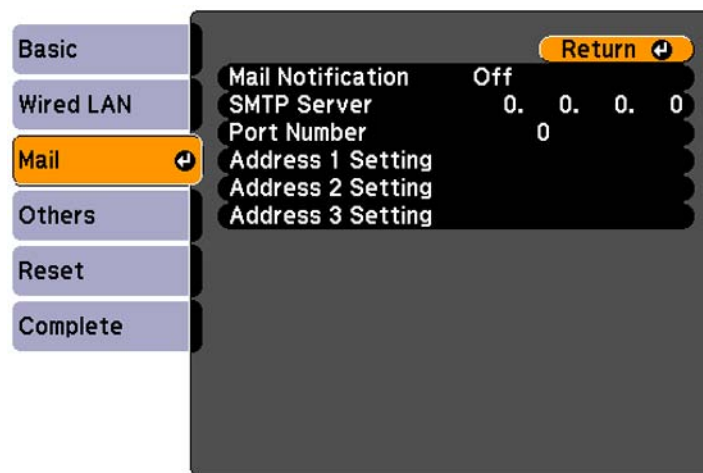 Basic
Wired LAN
Mail
Others
Reset
Complete
Return
Mail Notification Off
SMTP Server 0. 0. 0. 0
Port Number 0
Address 1 Setting
Address 2 Setting
Address 3 Setting